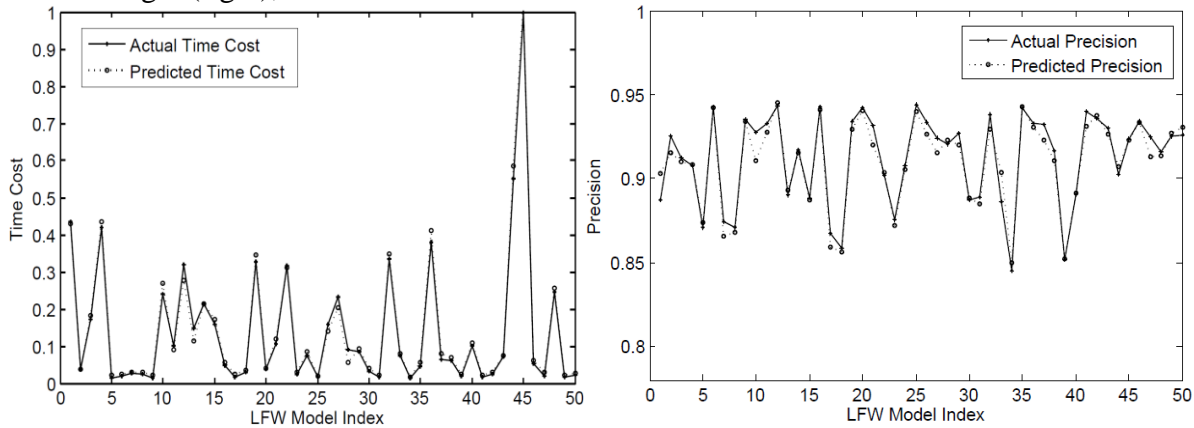 Actual Time Cost
Predicted Time Cost
Time Cost
1
0.9
0.8
0.7
0.6
0.5
0.4
0.3
0.2
0.1
0
0 5 10 15 20 25 30 35 40 45 50
LFW Model Index
Actual Precision
Predicted Precision
Precision
1
0.95
0.9
0.85
0.8
0 5 10 15 20 25 30 35 40 45 50
LFW Model Index